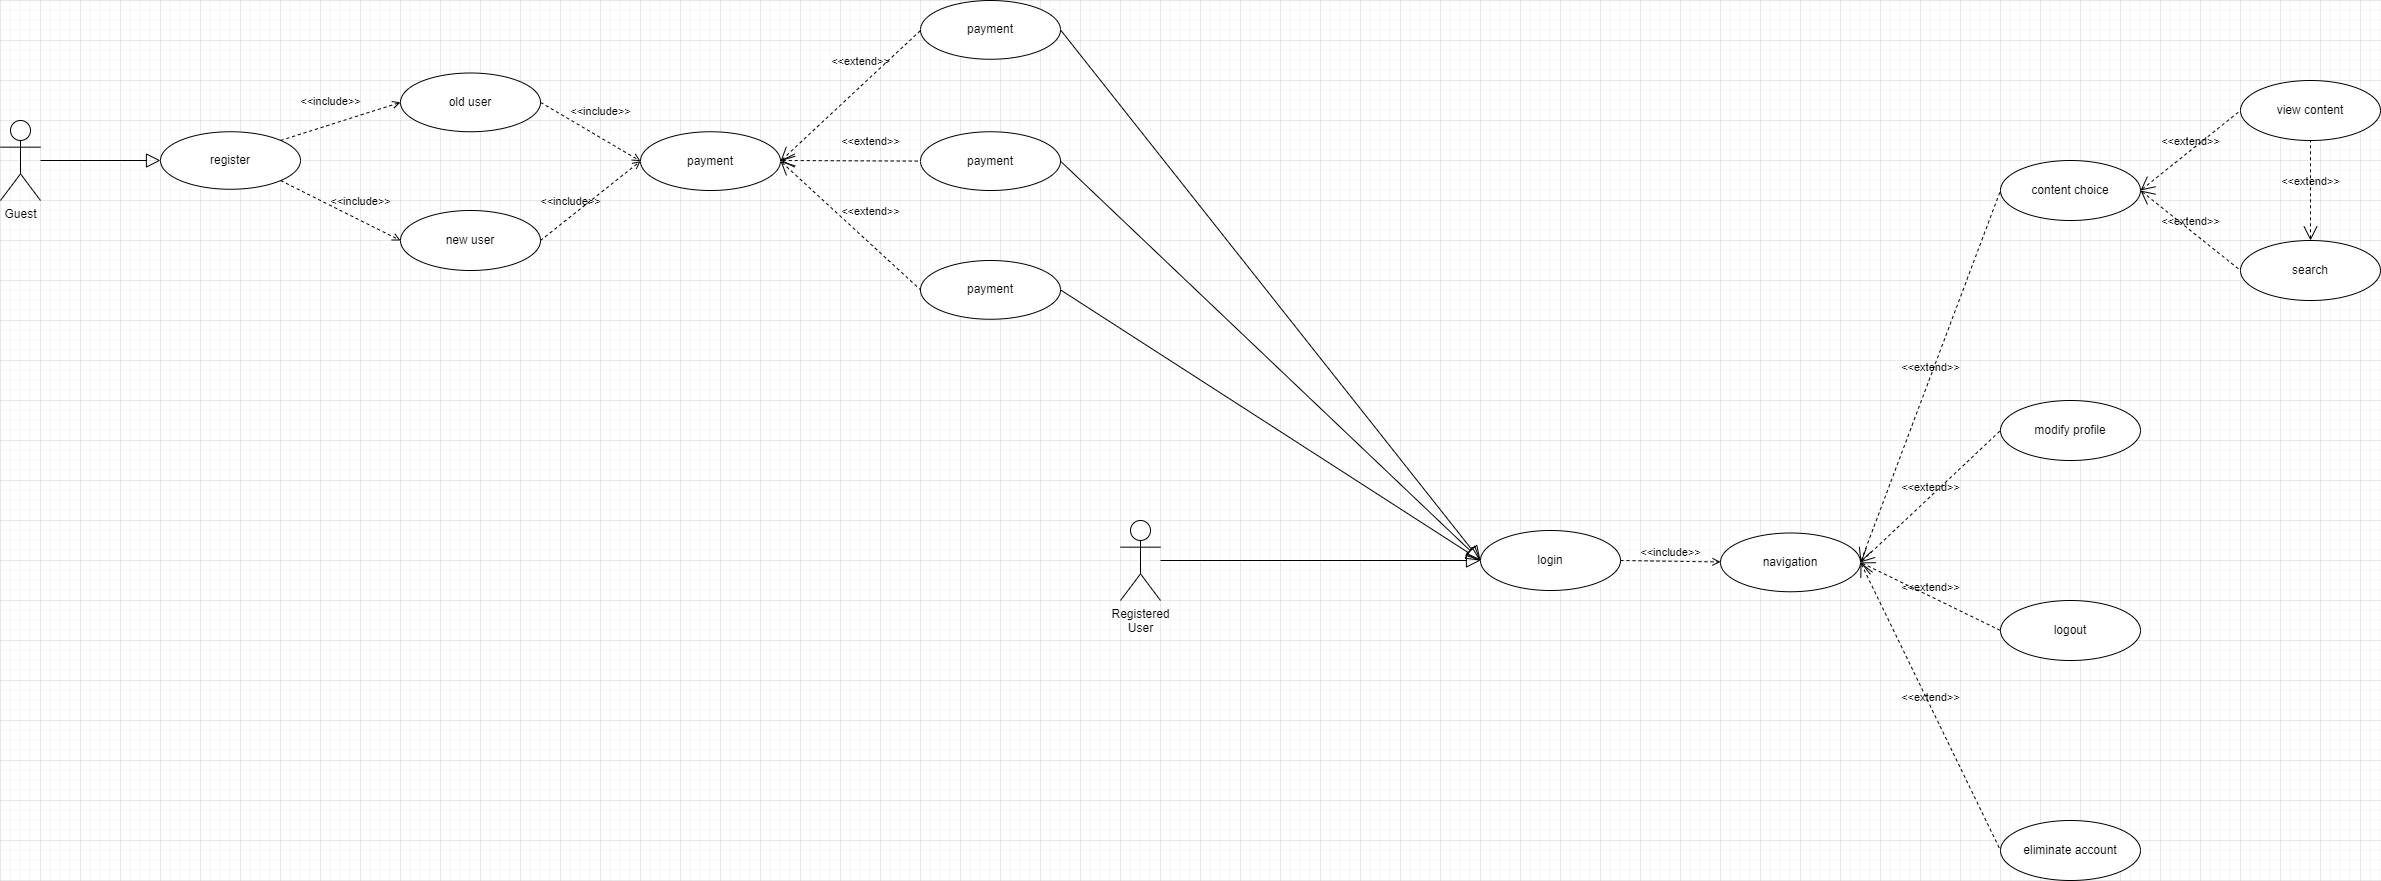 payment
<<extend>>
old user
<<include>>
<<include>>
view content
register
payment
<<extend>>
payment
<<extend>>
content choice
<<extend>>
Guest
<<include>>
<<include>>
<<extend>>
<<extend>>
new user
search
payment
<<extend>>
modify profile
<<extend>>
login
<<include>>
navigation
<<extend>>
Registered
User
logout
<<extend>>
eliminate account